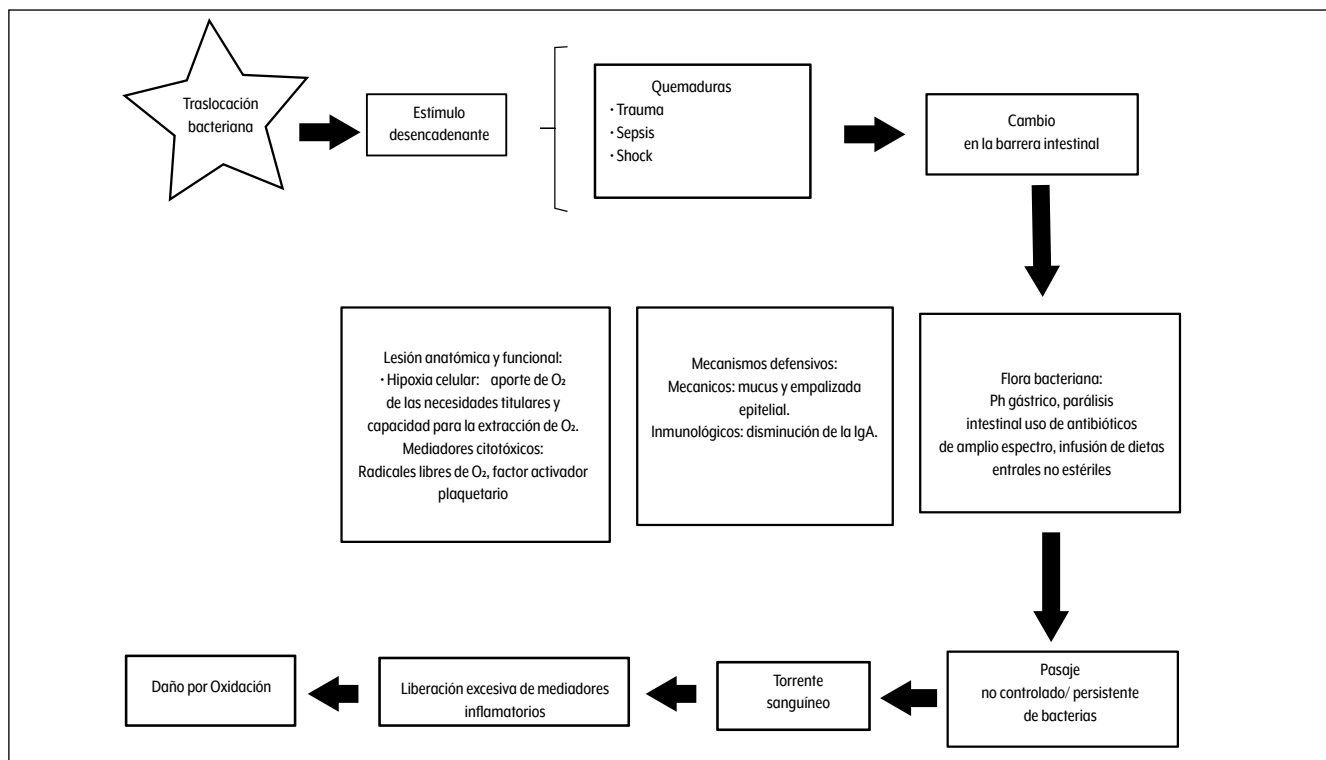 Traslocación
bacteriana
Estímulo
desencadenante
Quemaduras
· Trauma
· Sepsis
· Shock
Cambio
en la barrera intestinal
Lesión anatómica y funcional:
· Hipoxia celular: aporte de O₂
de las necesidades titulares y
capacidad para la extracción de O₂.
Mediadores citotóxicos:
Radicales libres de O₂, factor activador
plaquetario
Mecanismos defensivos:
Mecanicos: mucus y empalizada
epitelial.
Inmunológicos: disminución de la IgA.
Flora bacteriana:
Ph gástrico, parálisis
intestinal uso de antibióticos
de amplio espectro, infusión de dietas
entrales no estériles
Daño por Oxidación
Liberación excesiva de mediadores
inflamatorios
Torrente
sanguíneo
Pasaje
no controlado/ persistente
de bacterias